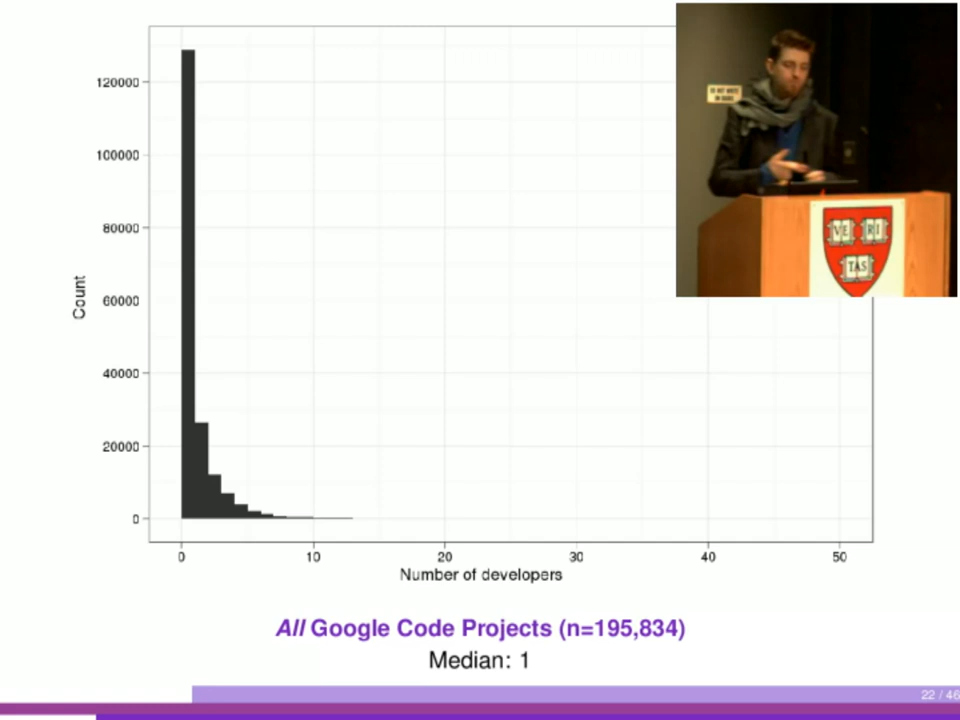 120000
100000
80000
60000
40000
20000
0
Count
0 10 20 30 40 50
Number of developers
All Google Code Projects (n=195,834)
Median: 1
22 / 46
VE RI
TAS